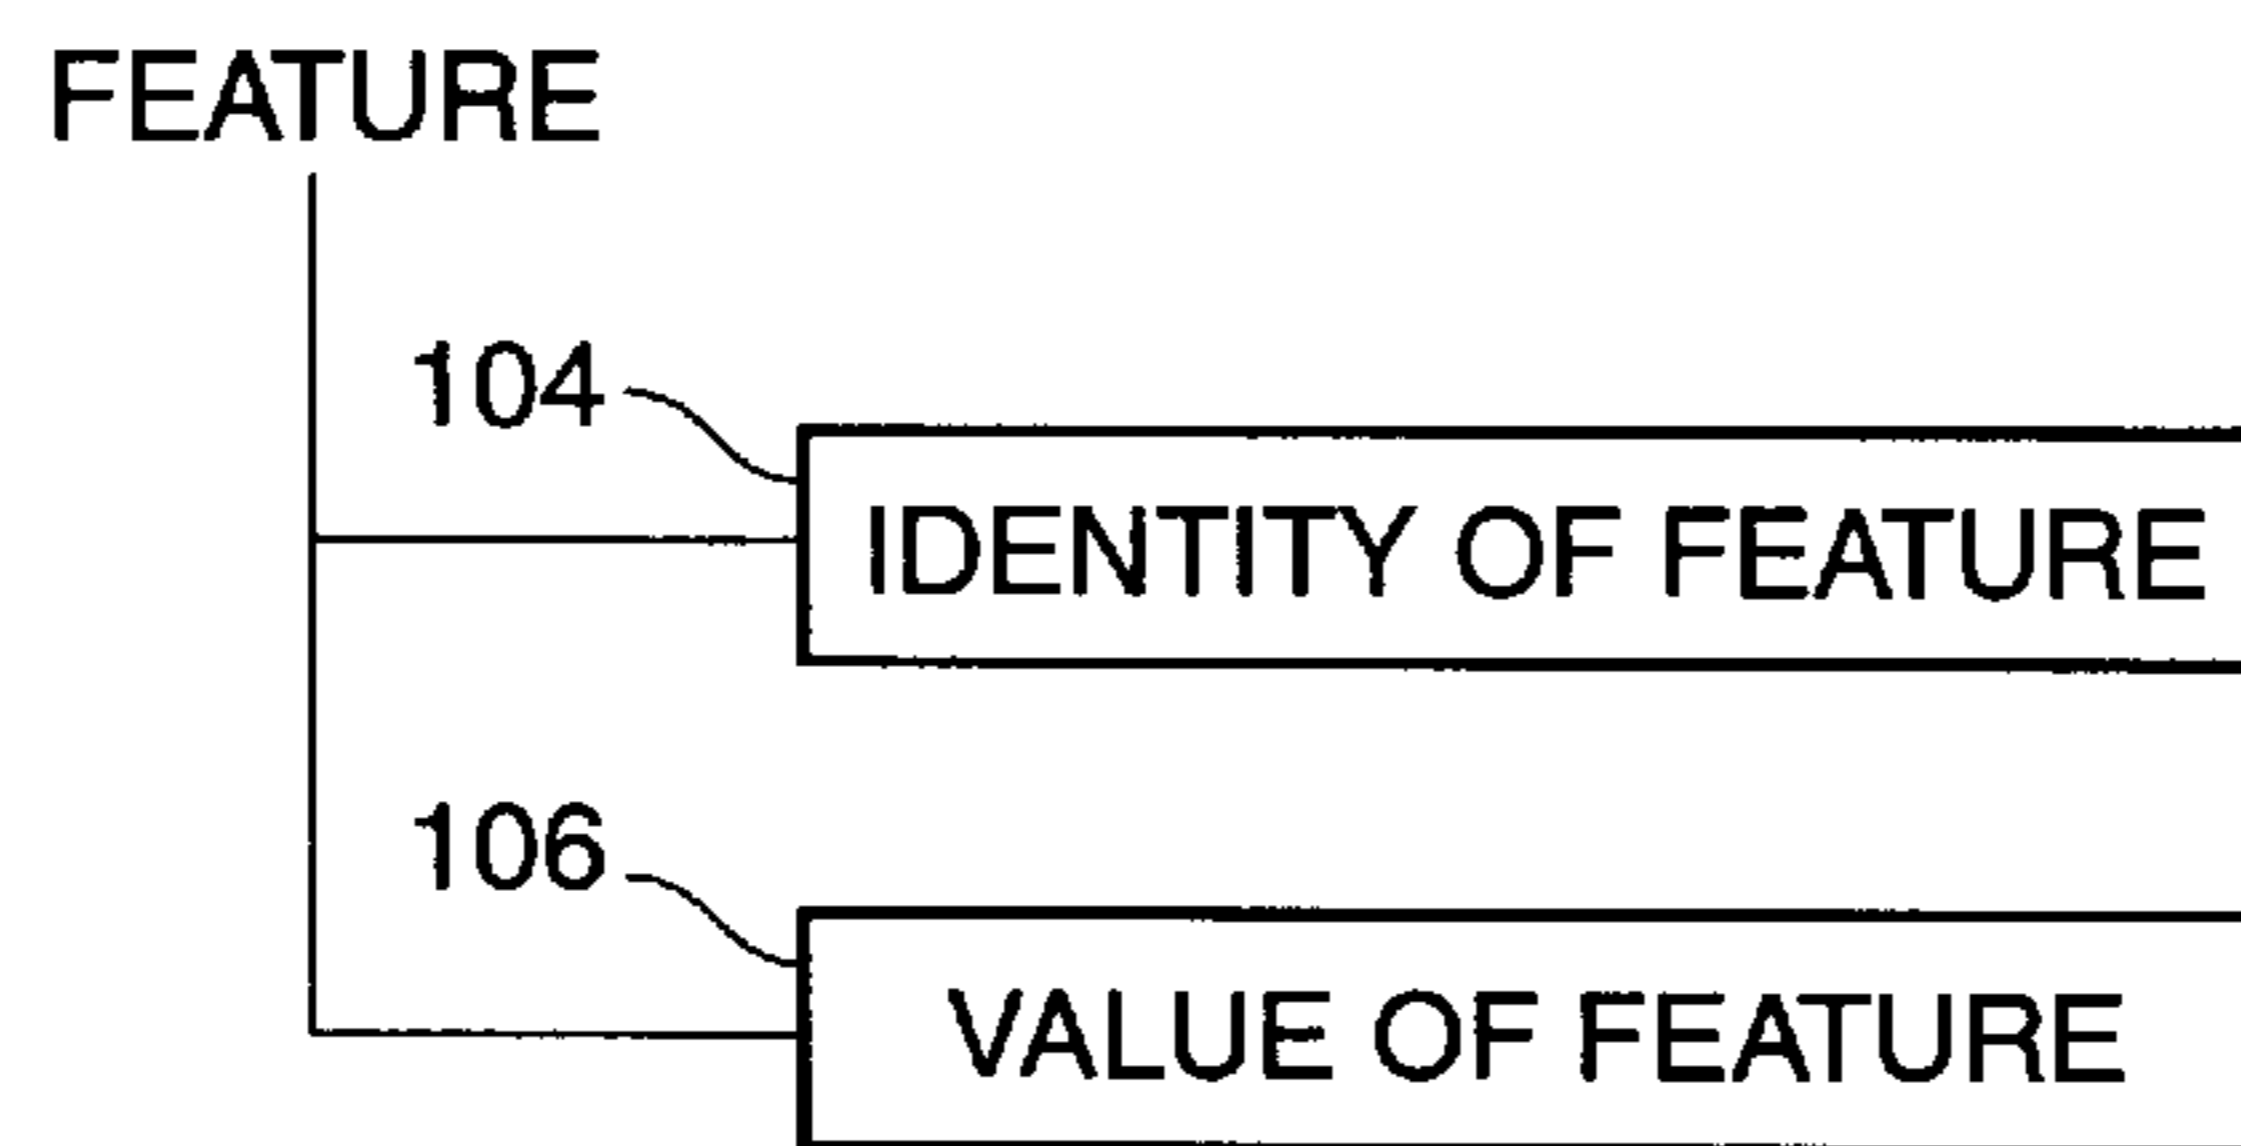 FEATURE
104
IDENTITY OF FEATURE
106
VALUE OF FEATURE